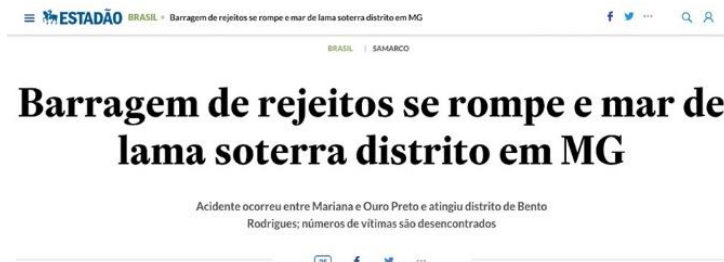 ESTADÃO BRASIL Barragem de rejeitos se rompe e mar de lama soterra distrito em MG
BRASIL | SAMARCO
Barragem de rejeitos se rompe e mar de
lama soterra distrito em MG
Acidente ocorreu entre Mariana e Ouro Preto e atingiu distrito de Bento
Rodrigues; números de vítimas são desencontrados